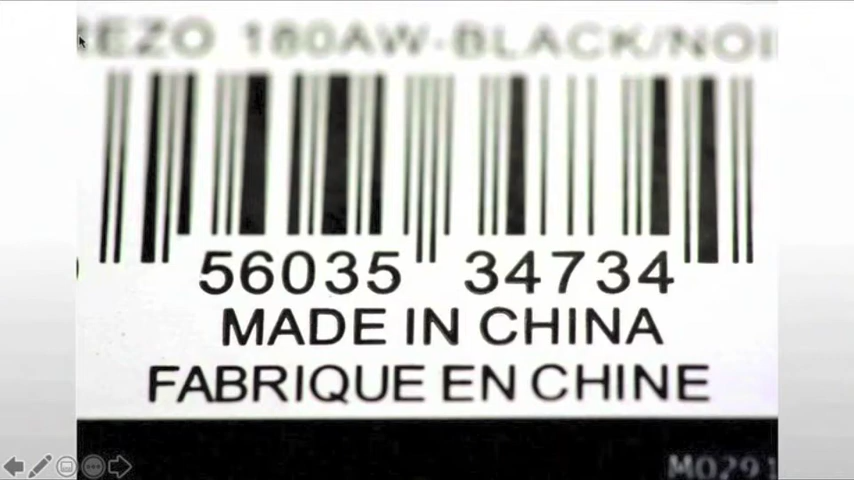 EZO 180AW-BLACK/NOI
56035 34734
MADE IN CHINA
FABRIQUE EN CHINE
M0291